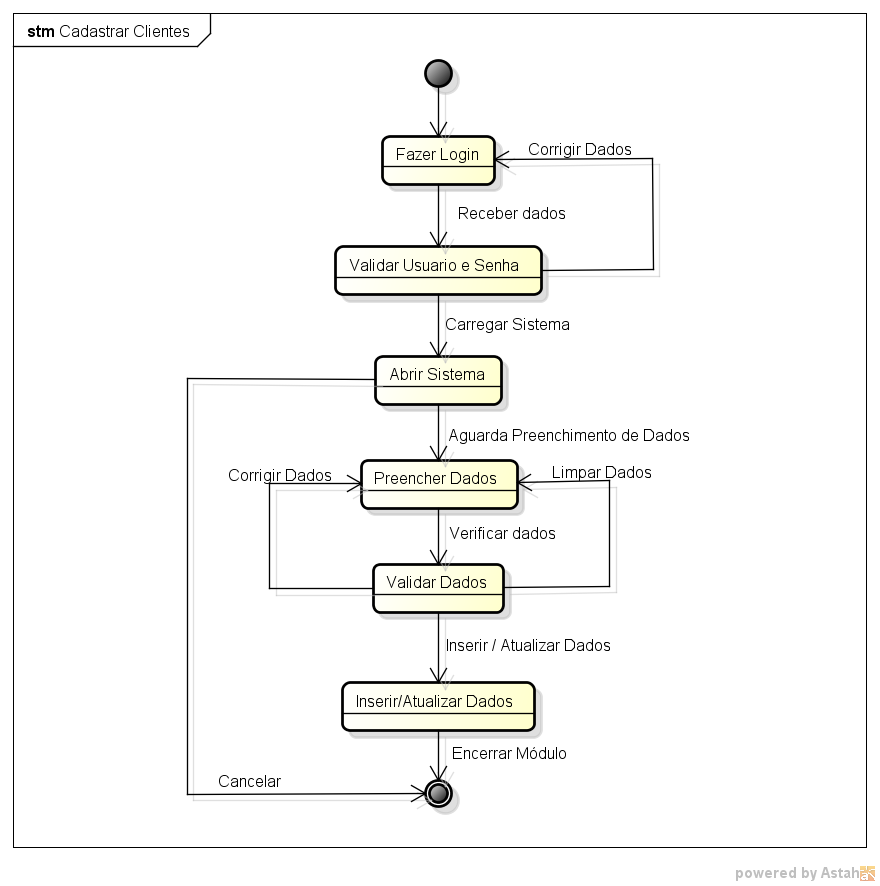 stm Cadastrar Clientes
Fazer Login
Corrigir Dados
Receber dados
Validar Usuario e Senha
Carregar Sistema
Abrir Sistema
Aguarda Preenchimento de Dados
Corrigir Dados
Preencher Dados
Limpar Dados
Verificar dados
Validar Dados
Inserir / Atualizar Dados
Inserir/Atualizar Dados
Encerrar Módulo
Cancelar
powered by Astah